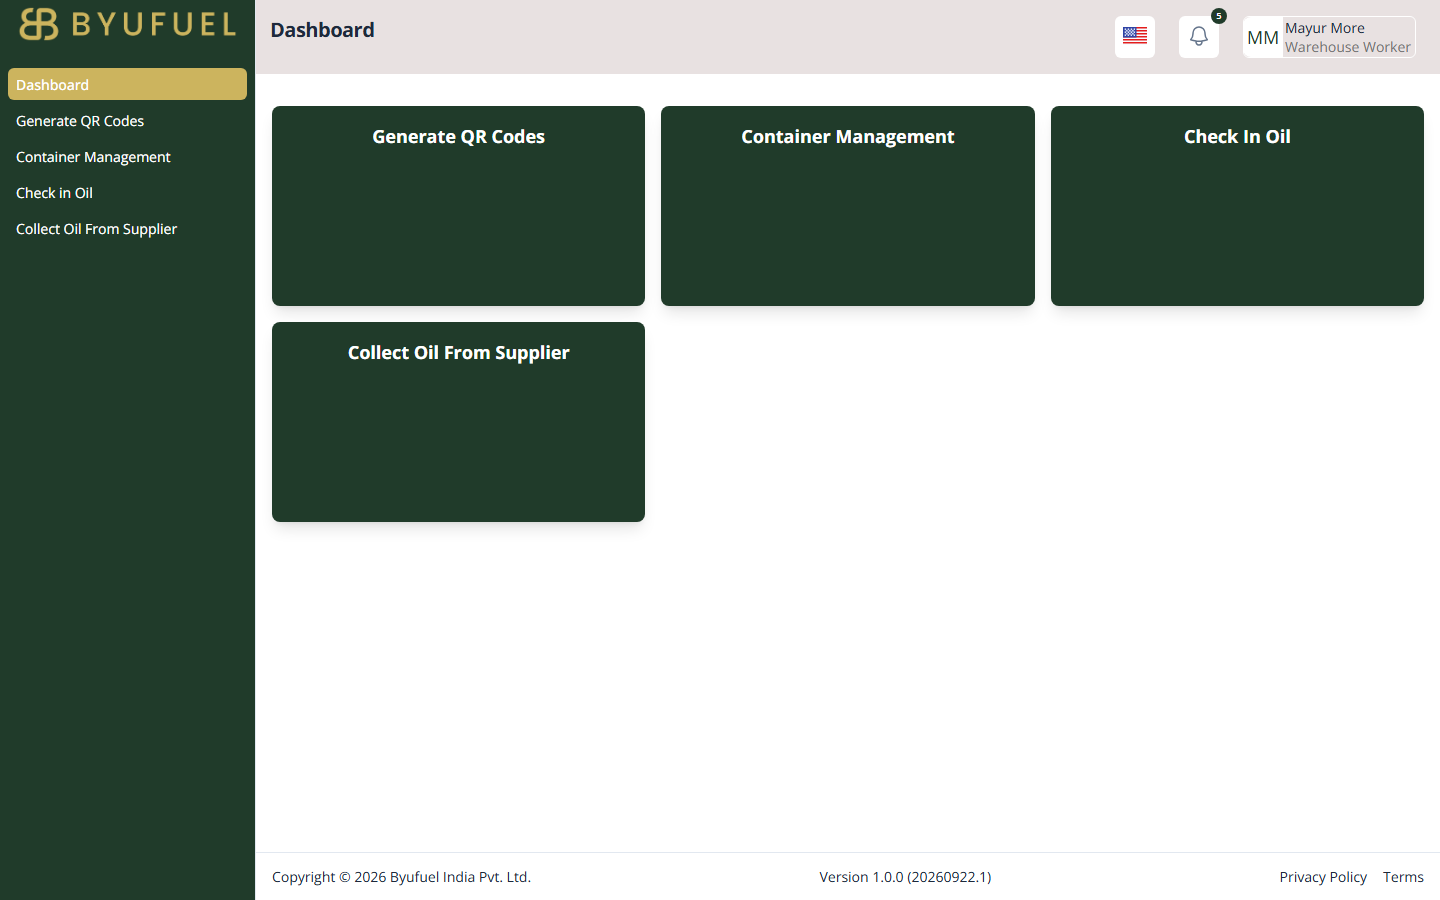 BYUFUEL
Dashboard
Generate QR Codes
Container Management
Check in Oil
Collect Oil From Supplier
Dashboard
5
MM
Mayur More
Warehouse Worker
Generate QR Codes
Container Management
Check In Oil
Collect Oil From Supplier
Copyright © 2026 Byufuel India Pvt. Ltd.
Version 1.0.0 (20260922.1)
Privacy Policy
Terms